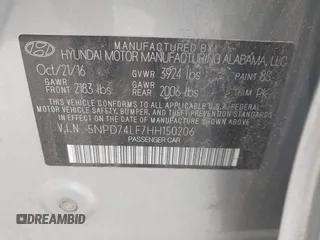 MANUFACTURED BY
HYUNDAI MOTOR MANUFACTURING ALABAMA, LLC
Oct/21/16 GVWR 3924 lbs PAINT
GAWR FRONT 2183 lbs GAWR REAR 2006 lbs TRIM
THIS VEHICLE CONFORMS TO ALL APPLICABLE
FEDERAL MOTOR VEHICLE SAFETY, BUMPER, AND THEFT
PREVENTION STANDARDS IN EFFECT ON THE
DATE OF MANUFACTURE SHOWN ABOVE.
V.I.N 5NPD74LF7HH150206
PASSENGER CAR
DREAMBID